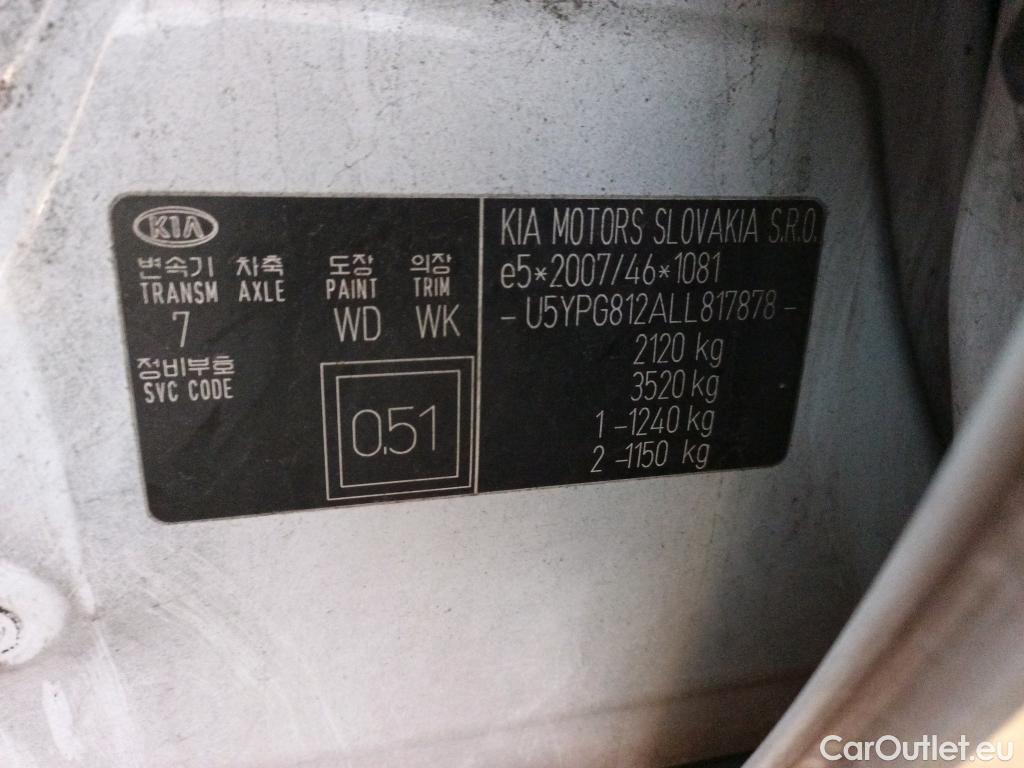 KIA
변속기 차축 도장 의장
TRANSM AXLE PAINT TRIM
7 WD WK
정비부호
SVC CODE
0.51
KIA MOTORS SLOVAKIA S.R.O.
e5*2007/46*1081
- U5YPG812ALL817878 -
2120 kg
3520 kg
1 -1240 kg
2 -1150 kg
CarOutlet.eu